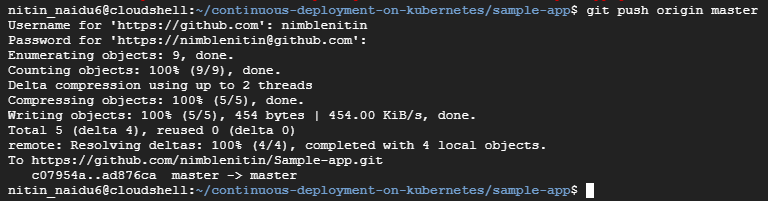 nitin_naidu6@cloudshell:~/continuous-deployment-on-kubernetes/sample-app$ git push origin master
Username for 'https://github.com': nimblenitin
Password for 'https://nimblenitin@github.com':
Enumerating objects: 9, done.
Counting objects: 100% (9/9), done.
Delta compression using up to 2 threads
Compressing objects: 100% (5/5), done.
Writing objects: 100% (5/5), 454 bytes | 454.00 KiB/s, done.
Total 5 (delta 4), reused 0 (delta 0)
remote: Resolving deltas: 100% (4/4), completed with 4 local objects.
To https://github.com/nimblenitin/Sample-app.git
   c07954a..ad876ca  master -> master
nitin_naidu6@cloudshell:~/continuous-deployment-on-kubernetes/sample-app$